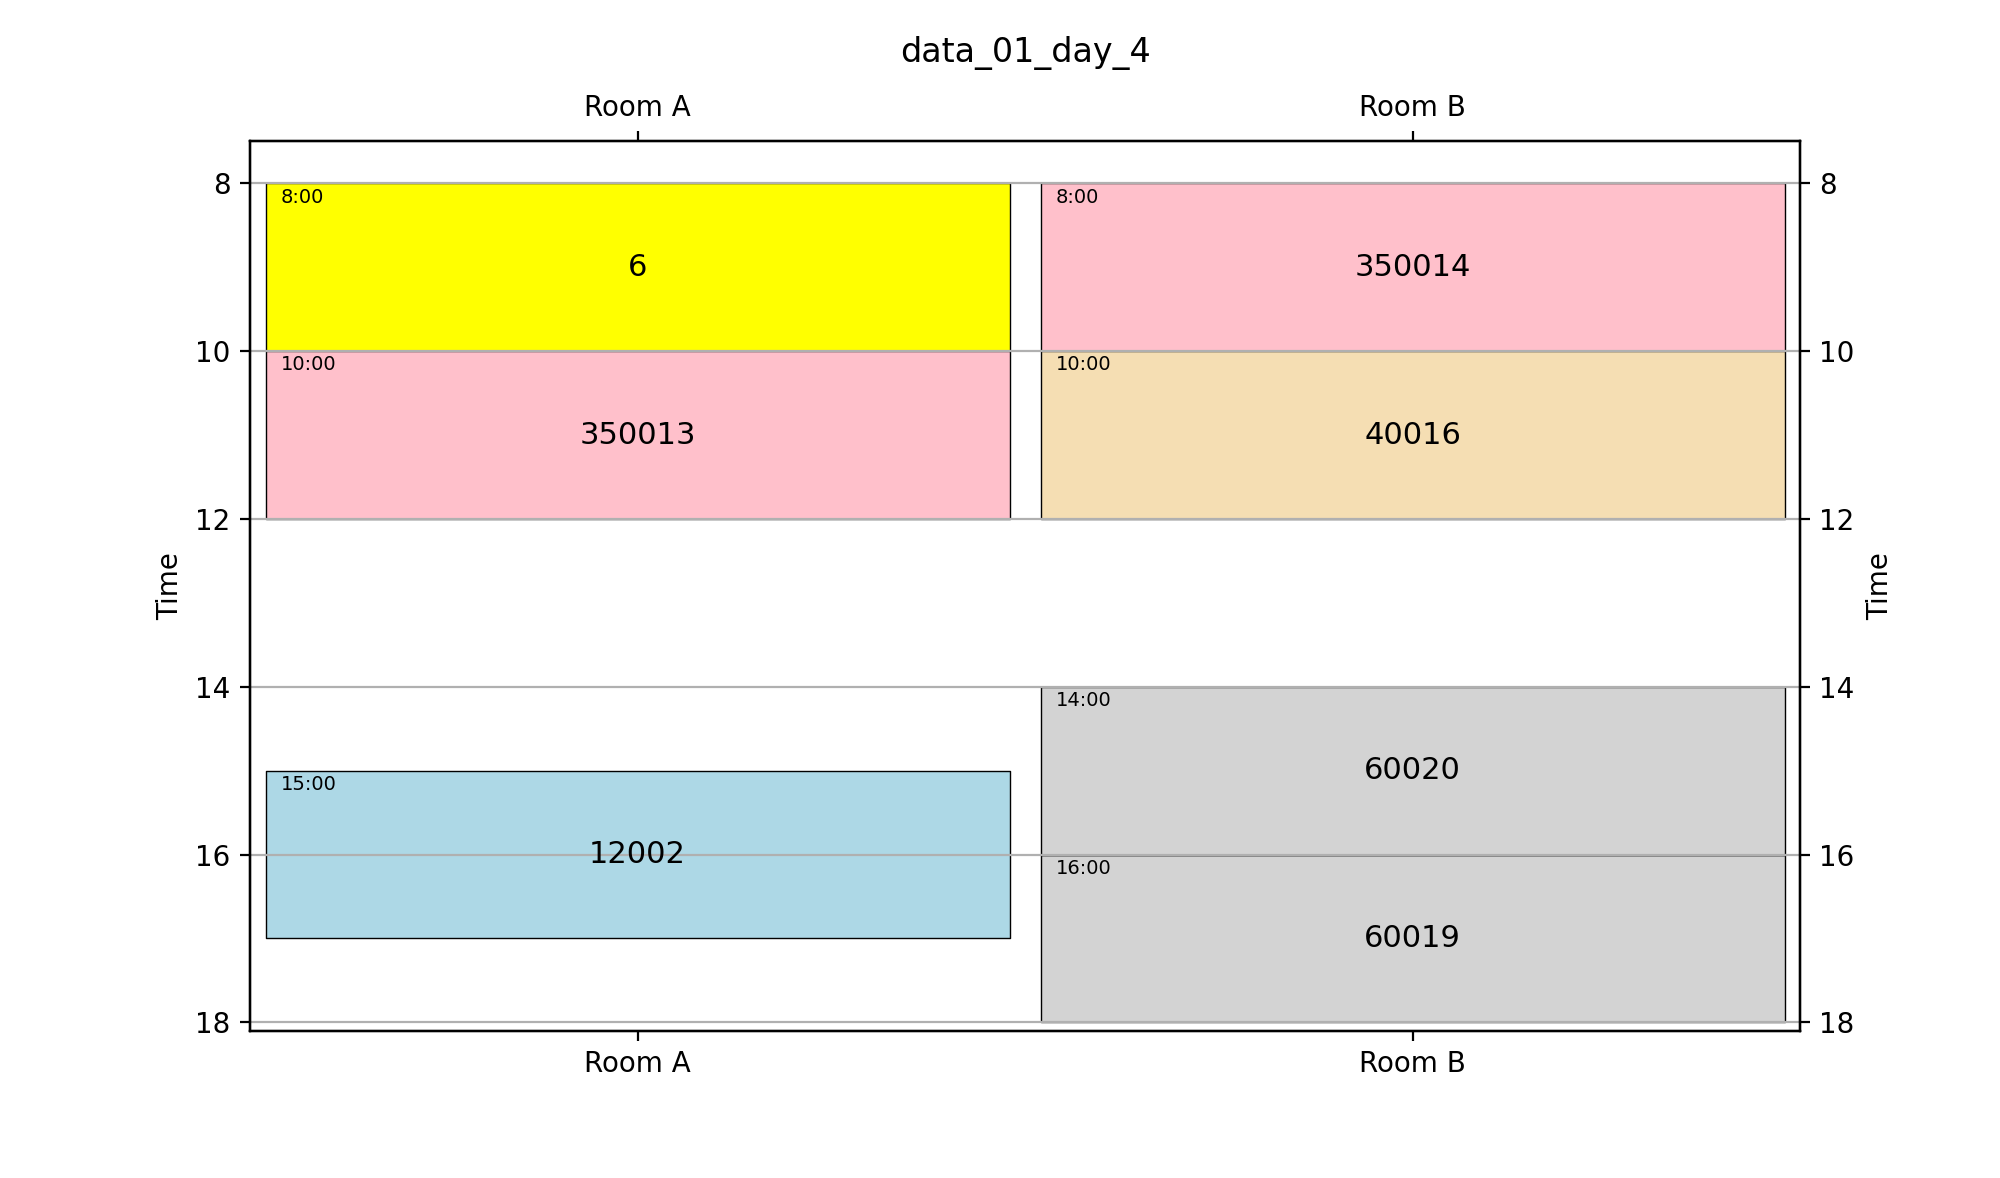 data_01_day_4
Room A Room B
8 8:00 8:00 8
6 350014
10 10:00 10:00 10
350013 40016
12 12
Time Time
14 14:00 14
60020
15:00
12002
16 16:00 16
60019
18 18
Room A Room B